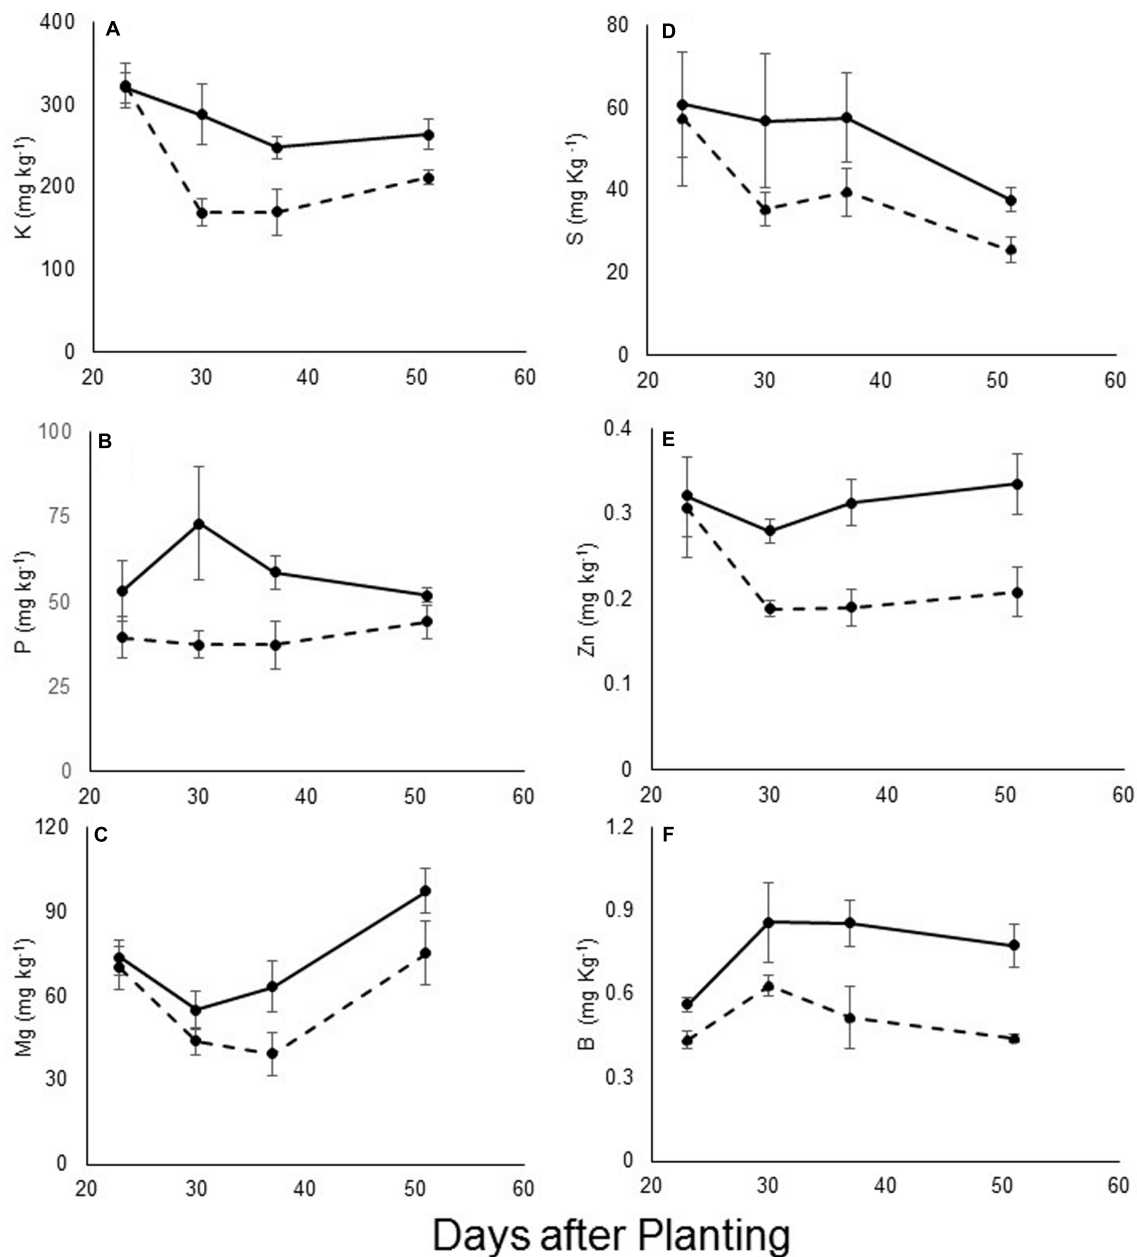 A
400
300
200
100
0
K (mg kg-1)
20 30 40 50 60
D
80
60
40
20
0
S (mg Kg -1)
20 30 40 50 60
B
100
75
50
25
0
P (mg kg-1)
20 30 40 50 60
E
0.4
0.3
0.2
0.1
0
Zn (mg kg-1)
20 30 40 50 60
C
120
90
60
30
0
Mg (mg kg-1)
20 30 40 50 60
F
1.2
0.9
0.6
0.3
0
B (mg Kg-1)
20 30 40 50 60
Days after Planting